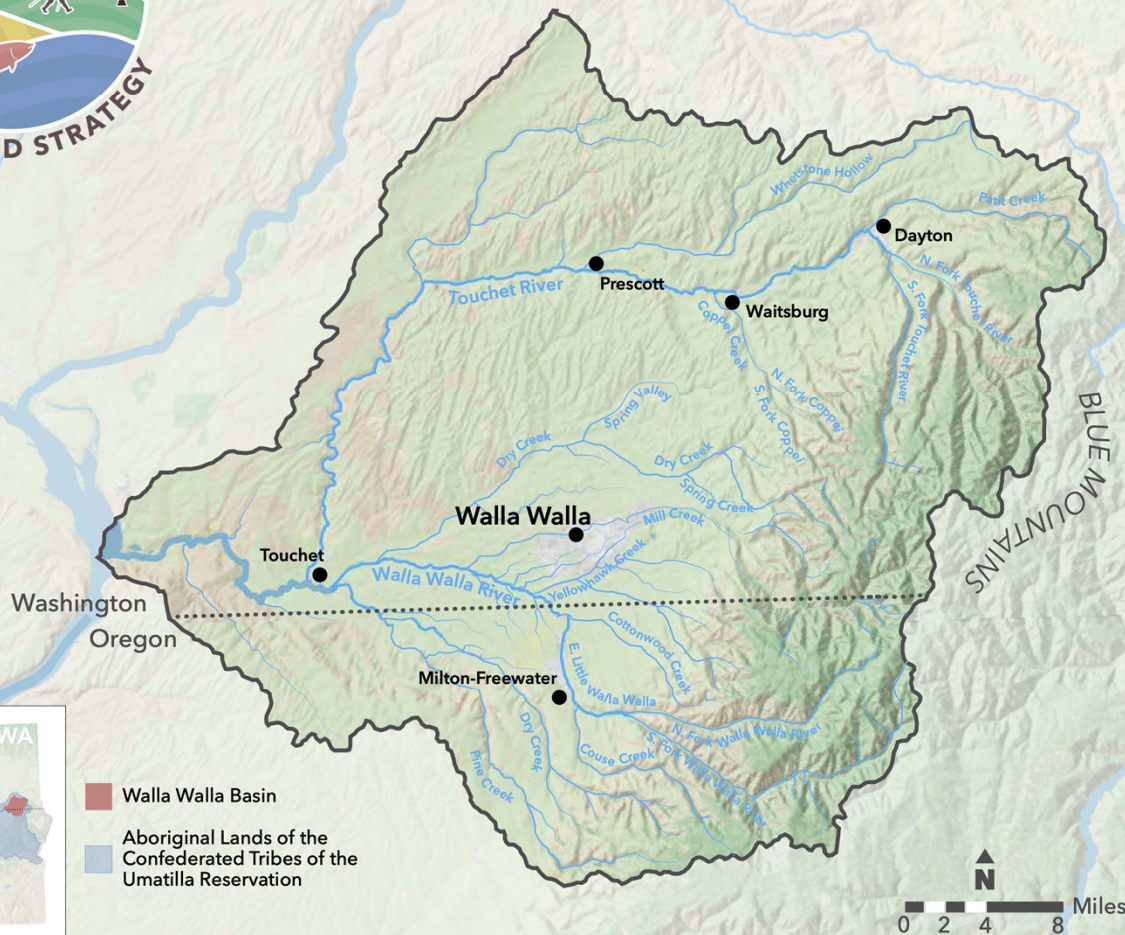 D STRATEGY
Whetstone Hollow
Patit Creek
Dayton
N. Fork Touchet River
S. Fork Touchet River
Prescott
Touchet River
Waitsburg
Coppei Creek
N. Fork Coppei
S. Fork Coppei
BLUE MOUNTAINS
Spring Valley
Dry Creek
Dry Creek
Spring Creek
Walla Walla
Mill Creek
Touchet
Yellowhawk Creek
Walla Walla River
Washington
Oregon
Cottonwood Creek
E. Little Walla Walla
Milton-Freewater
N. Fork Walla Walla River
S. Fork Walla Walla River
Dry Creek
Couse Creek
Pine Creek
WA
Walla Walla Basin
Aboriginal Lands of the
Confederated Tribes of the
Umatilla Reservation
N
Miles
0 2 4 8